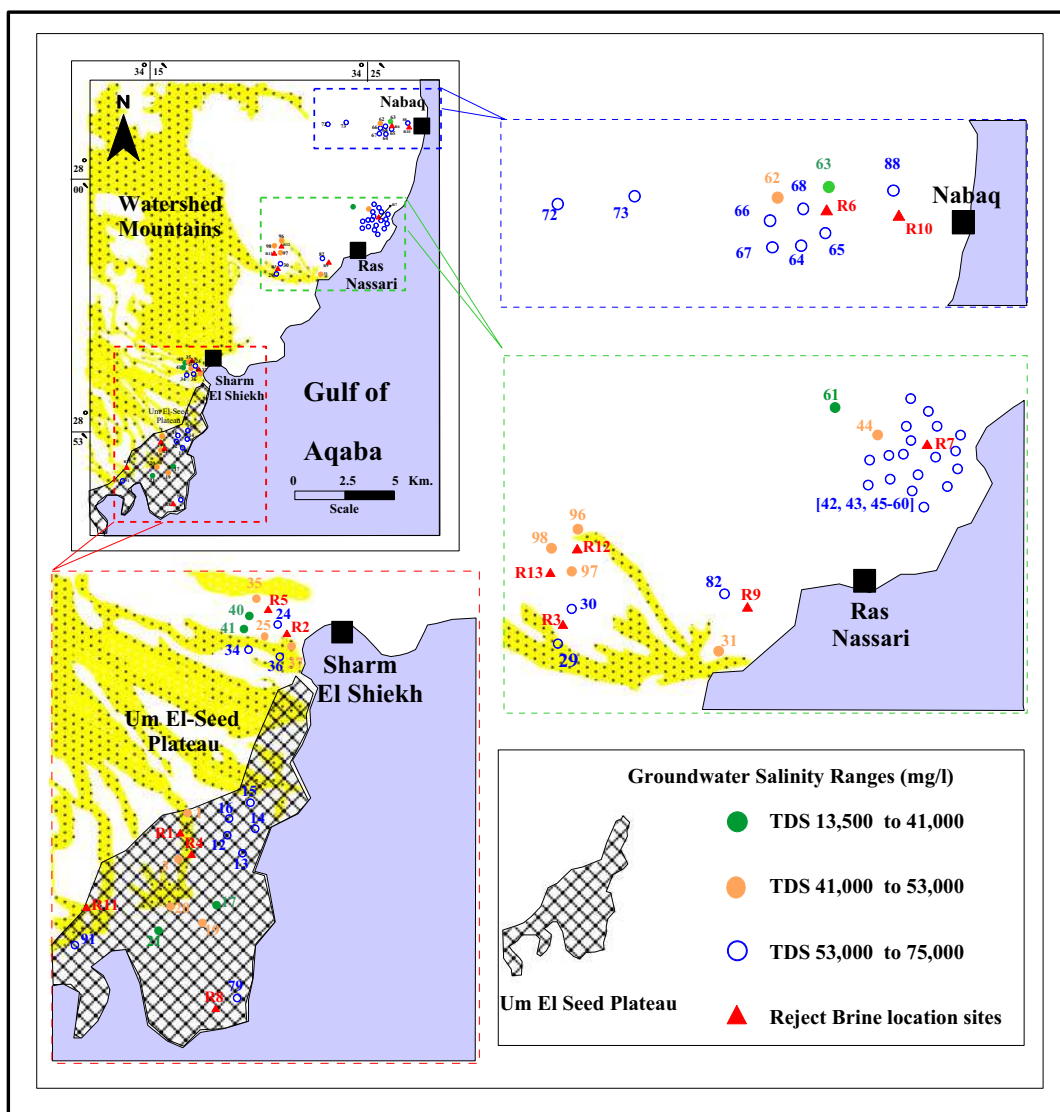 34° 15`
34° 25
N
Nabaq
28° 00`
Watershed
Mountains
Ras
Nassari
Sharm
El Shiekh
Um El-Seed
Plateau
28° 53`
Gulf of
Aqaba
0 2.5 5 Km.
Scale
63
62
68
88
Nabaq
72
73
66
R6
R10
67
64
65
61
44
R7
[42, 43, 45-60]
96
98
R12
R13
97
82
30
R9
R3
Ras
Nassari
29
31
35
40
R5
24
41
25
R2
34
36
Sharm
El Shiekh
Um El-Seed
Plateau
15
16
1
14
R1
12
R4
13
R11
20
17
19
21
91
79
R8
Groundwater Salinity Ranges (mg/l)
TDS 13,500 to 41,000
TDS 41,000 to 53,000
TDS 53,000 to 75,000
Reject Brine location sites
Um El Seed Plateau